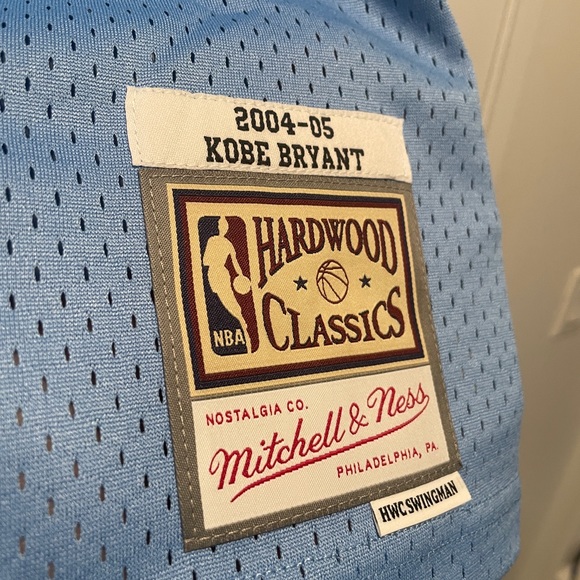 2004-05
KOBE BRYANT
HARDWOOD
CLASSICS
NBA
NOSTALGIA CO.
Mitchell & Ness
PHILADELPHIA, PA.
HWCSWINGMAN